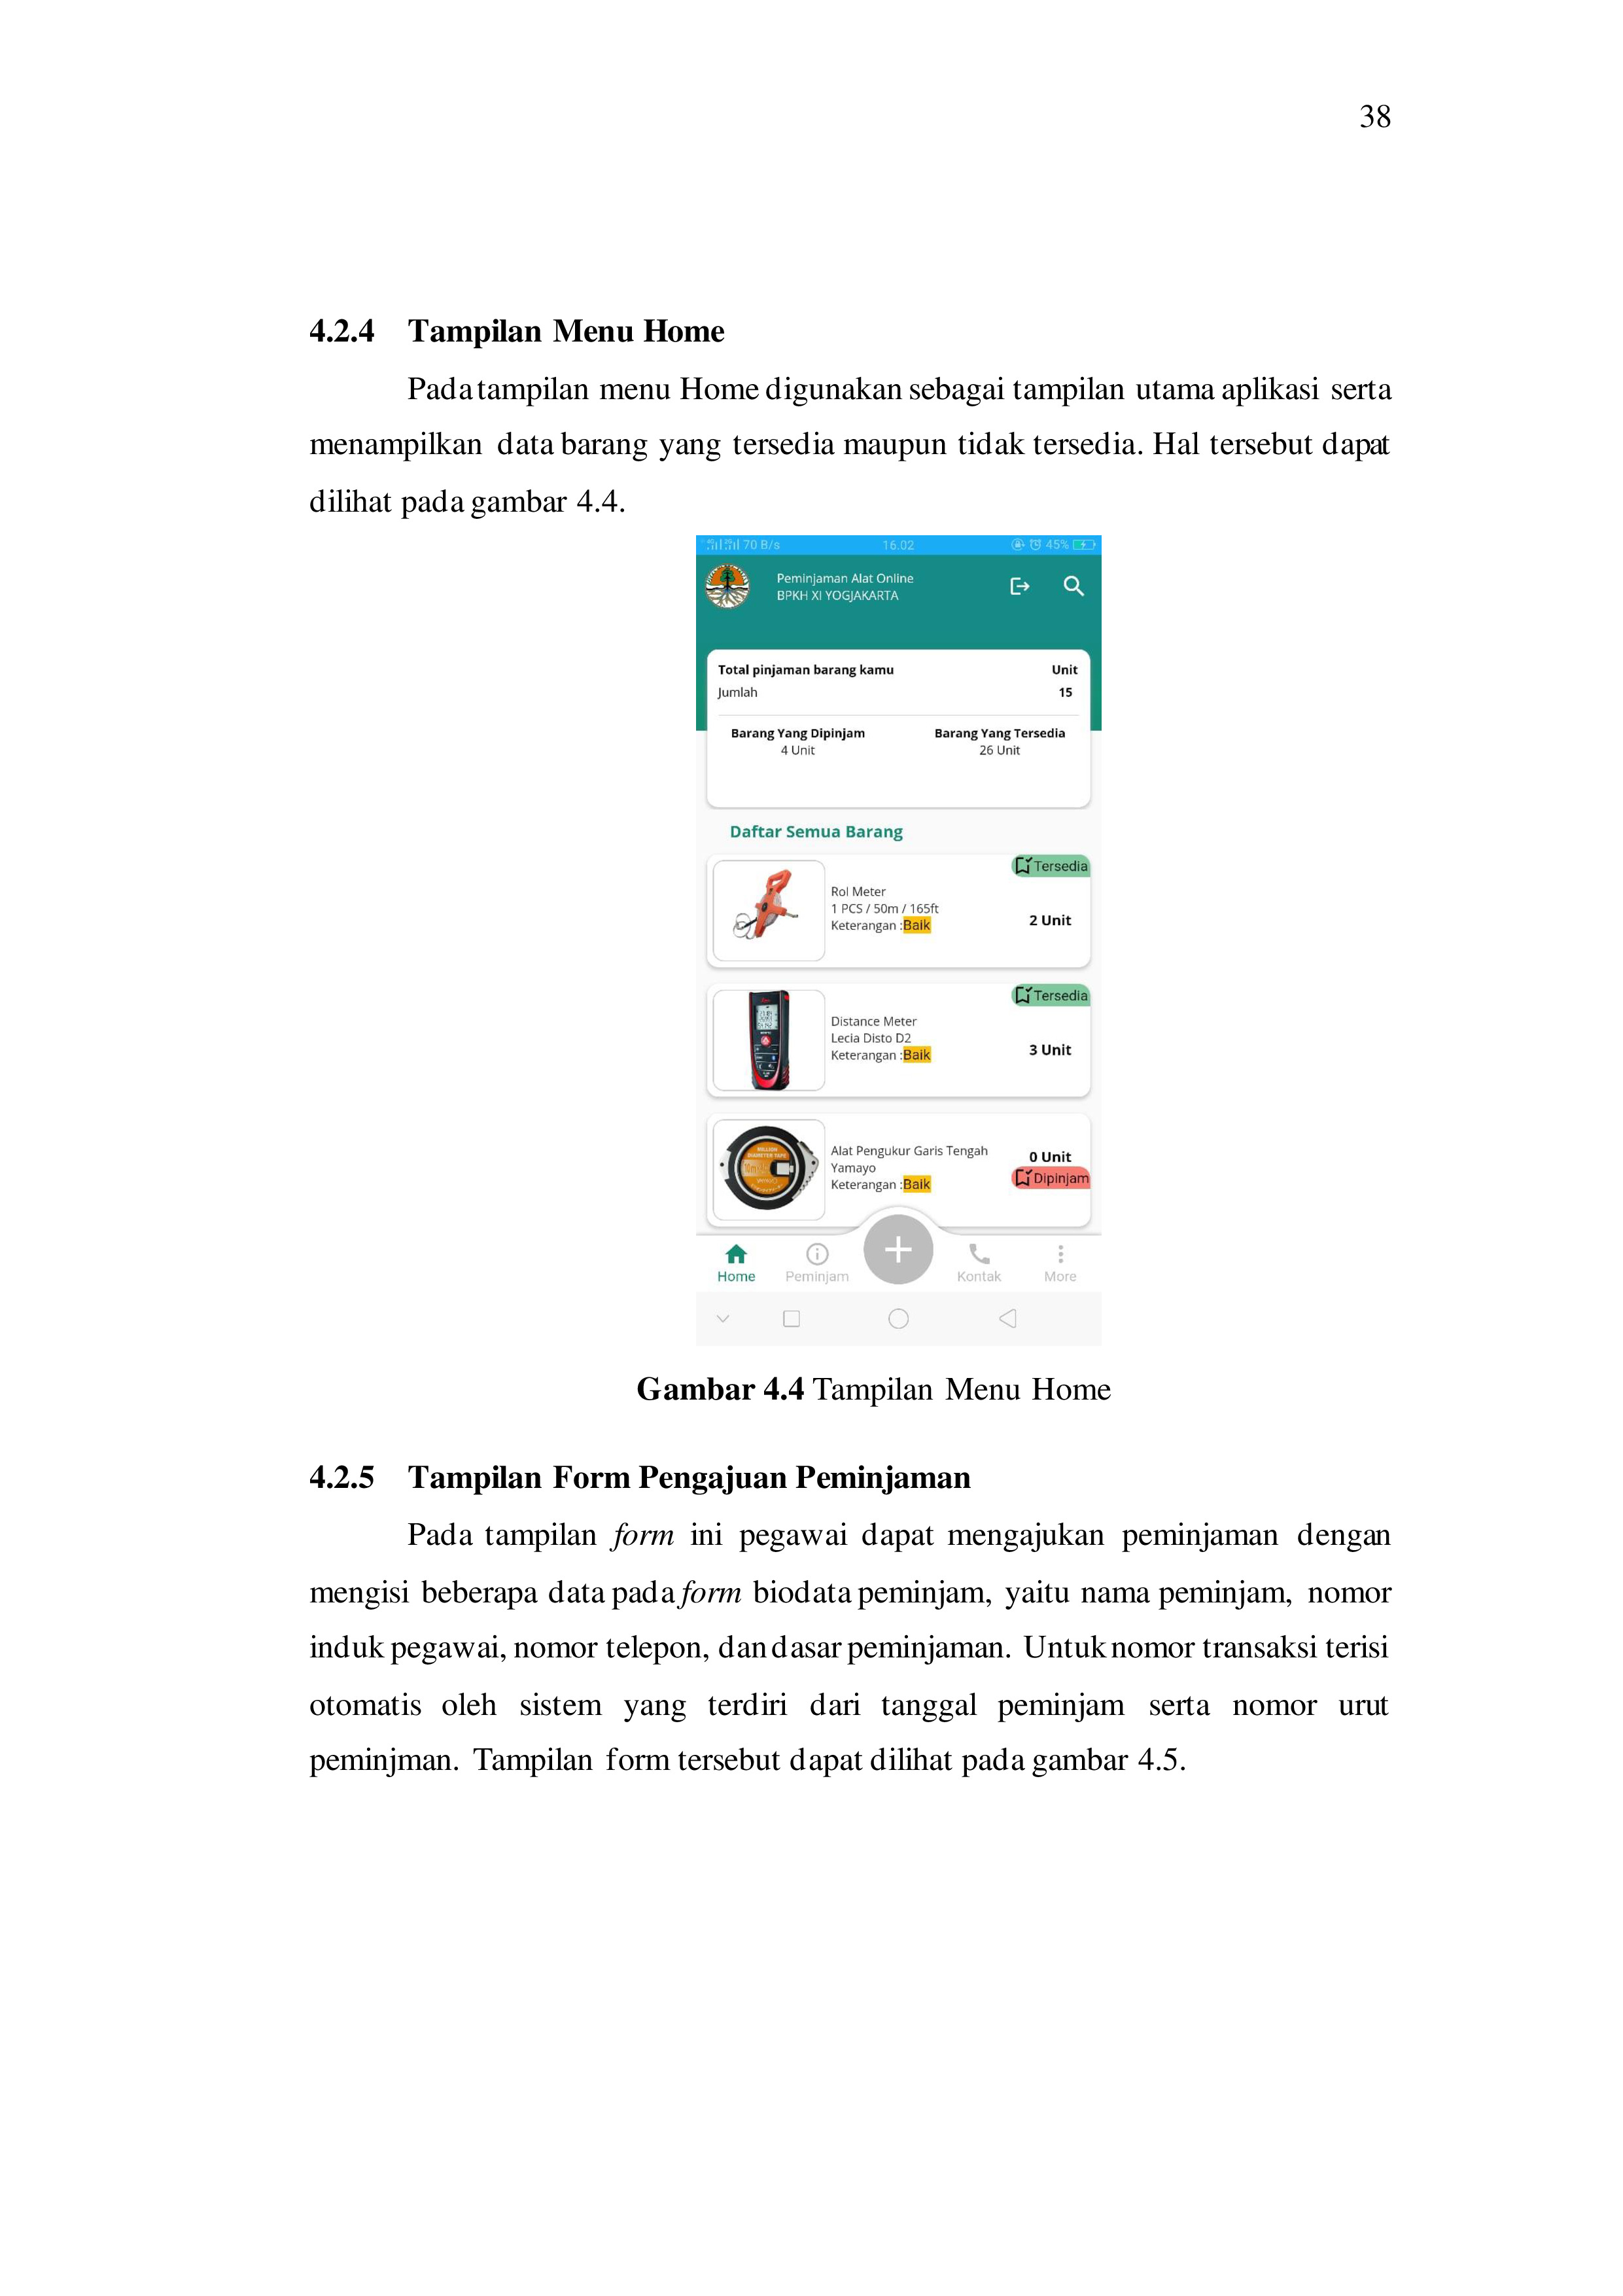 38
4.2.4 Tampilan Menu Home
Pada tampilan menu Home digunakan sebagai tampilan utama aplikasi serta
menampilkan data barang yang tersedia maupun tidak tersedia. Hal tersebut dapat
dilihat pada gambar 4.4.
70 B/s 16.02 45%
Peminjaman Alat Online
BPKH XI YOGJAKARTA
Total pinjaman barang kamu Unit
Jumlah 15
Barang Yang Dipinjam Barang Yang Tersedia
4 Unit 26 Unit
Daftar Semua Barang
Tersedia
Rol Meter
1 PCS / 50m / 165ft
2 Unit
Keterangan :Baik
Tersedia
Distance Meter
Lecia Disto D2
3 Unit
Keterangan :Baik
Alat Pengukur Garis Tengah
0 Unit
Yamayo
Dipinjam
Keterangan :Baik
MILLION
DIAMETER TAPE
Home Peminjam + Kontak More
Gambar 4.4 Tampilan Menu Home
4.2.5 Tampilan Form Pengajuan Peminjaman
Pada tampilan form ini pegawai dapat mengajukan peminjaman dengan
mengisi beberapa data pada form biodata peminjam, yaitu nama peminjam, nomor
induk pegawai, nomor telepon, dan dasar peminjaman. Untuk nomor transaksi terisi
otomatis oleh sistem yang terdiri dari tanggal peminjam serta nomor urut
peminjman. Tampilan form tersebut dapat dilihat pada gambar 4.5.